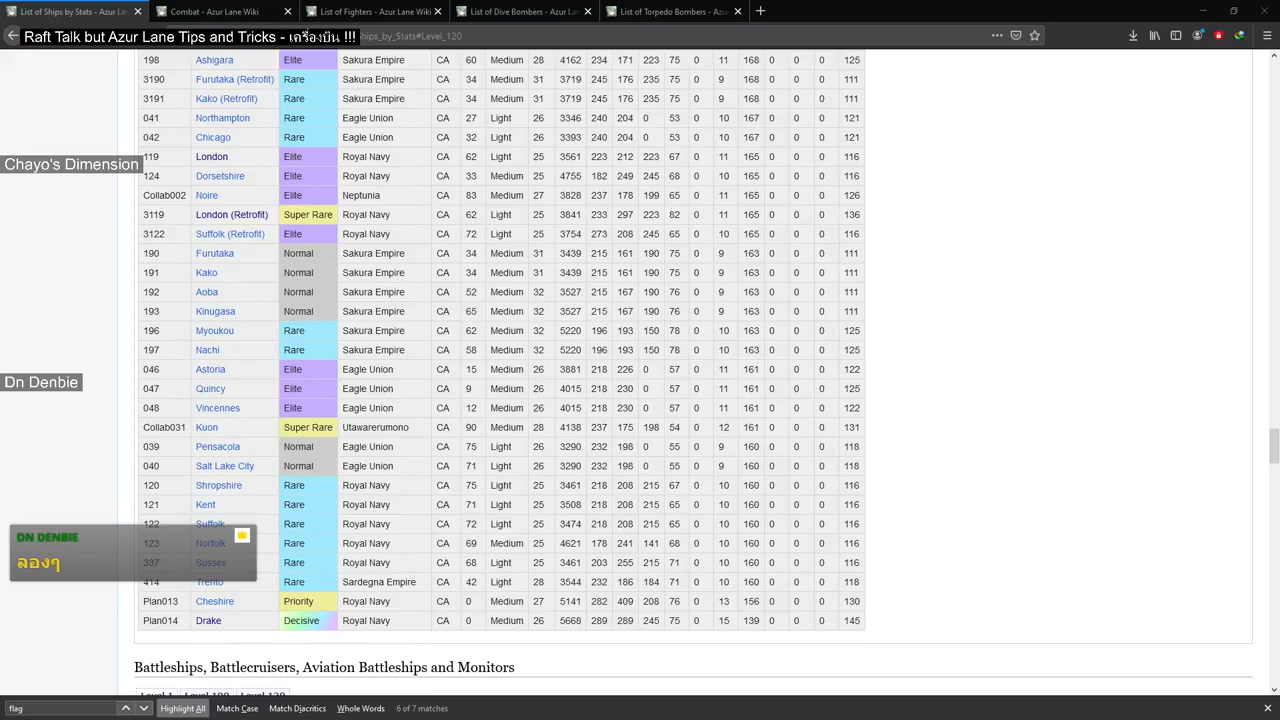 List of Ships by Stats - Azur Lan
Combat - Azur Lane Wiki
List of Fighters - Azur Lane Wiki
List of Dive Bombers - Azur Lane
List of Torpedo Bombers - Azur
Raft Talk but Azur Lane Tips and Tricks - เครื่องบิน !!!
hips_by_Stats#Level_120
198 Ashigara Elite Sakura Empire CA 60 Medium 28 4162 234 171 223 75 0 11 168 0 0 0 125
3190 Furutaka (Retrofit) Rare Sakura Empire CA 34 Medium 31 3719 245 176 235 75 0 9 168 0 0 0 111
3191 Kako (Retrofit) Rare Sakura Empire CA 34 Medium 31 3719 245 176 235 75 0 9 168 0 0 0 111
041 Northampton Rare Eagle Union CA 27 Light 26 3346 240 204 0 53 0 10 167 0 0 0 121
042 Chicago Rare Eagle Union CA 32 Light 26 3393 240 204 0 53 0 10 167 0 0 0 121
119 London Elite Royal Navy CA 62 Light 25 3561 223 212 223 67 0 11 165 0 0 0 116
Chayo's Dimension
124 Dorsetshire Elite Royal Navy CA 33 Medium 25 4755 182 249 245 68 0 10 165 0 0 0 116
Collab002 Noire Elite Neptunia CA 83 Medium 27 3828 237 178 199 65 0 11 165 0 0 0 126
3119 London (Retrofit) Super Rare Royal Navy CA 62 Light 25 3841 233 297 223 82 0 11 165 0 0 0 136
3122 Suffolk (Retrofit) Elite Royal Navy CA 72 Light 25 3754 273 208 245 65 0 10 165 0 0 0 116
190 Furutaka Normal Sakura Empire CA 34 Medium 31 3439 215 161 190 75 0 9 163 0 0 0 111
191 Kako Normal Sakura Empire CA 34 Medium 31 3439 215 161 190 75 0 9 163 0 0 0 111
192 Aoba Normal Sakura Empire CA 52 Medium 32 3527 215 167 190 76 0 9 163 0 0 0 111
193 Kinugasa Normal Sakura Empire CA 65 Medium 32 3527 215 167 190 76 0 9 163 0 0 0 111
196 Myoukou Rare Sakura Empire CA 62 Medium 32 5220 196 193 150 78 0 10 163 0 0 0 125
197 Nachi Rare Sakura Empire CA 58 Medium 32 5220 196 193 150 78 0 10 163 0 0 0 125
046 Astoria Elite Eagle Union CA 15 Medium 26 3881 218 226 0 57 0 11 161 0 0 0 122
Dn Denbie
047 Quincy Elite Eagle Union CA 9 Medium 26 4015 218 230 0 57 0 11 161 0 0 0 125
048 Vincennes Elite Eagle Union CA 12 Medium 26 4015 218 230 0 57 0 11 161 0 0 0 122
Collab031 Kuon Super Rare Utawarerumono CA 90 Medium 28 4138 237 175 198 54 0 12 161 0 0 0 131
039 Pensacola Normal Eagle Union CA 75 Light 26 3290 232 198 0 55 0 9 160 0 0 0 118
040 Salt Lake City Normal Eagle Union CA 71 Light 26 3290 232 198 0 55 0 9 160 0 0 0 118
120 Shropshire Rare Royal Navy CA 75 Light 25 3461 218 208 215 67 0 10 160 0 0 0 116
121 Kent Rare Royal Navy CA 71 Light 25 3508 218 208 215 65 0 10 160 0 0 0 116
122 Suffolk Rare Royal Navy CA 72 Light 25 3474 218 208 215 65 0 10 160 0 0 0 116
DN DENBIE
123 Norfolk Rare Royal Navy CA 69 Medium 29 4621 178 241 141 68 0 10 160 0 0 0 116
ลองๆ
337 Sussex Rare Royal Navy CA 68 Light 25 3461 203 255 215 71 0 10 160 0 0 0 116
414 Trento Rare Sardegna Empire CA 42 Light 28 3544 232 186 184 71 0 10 160 0 0 0 118
Plan013 Cheshire Priority Royal Navy CA 0 Medium 27 5141 282 409 208 76 0 13 156 0 0 0 130
Plan014 Drake Decisive Royal Navy CA 0 Medium 26 5668 289 289 245 75 0 15 139 0 0 0 145
Battleships, Battlecruisers, Aviation Battleships and Monitors
Level 1 Level 100 Level 120
flag Highlight All Match Case Match Diacritics Whole Words 6 of 7 matches